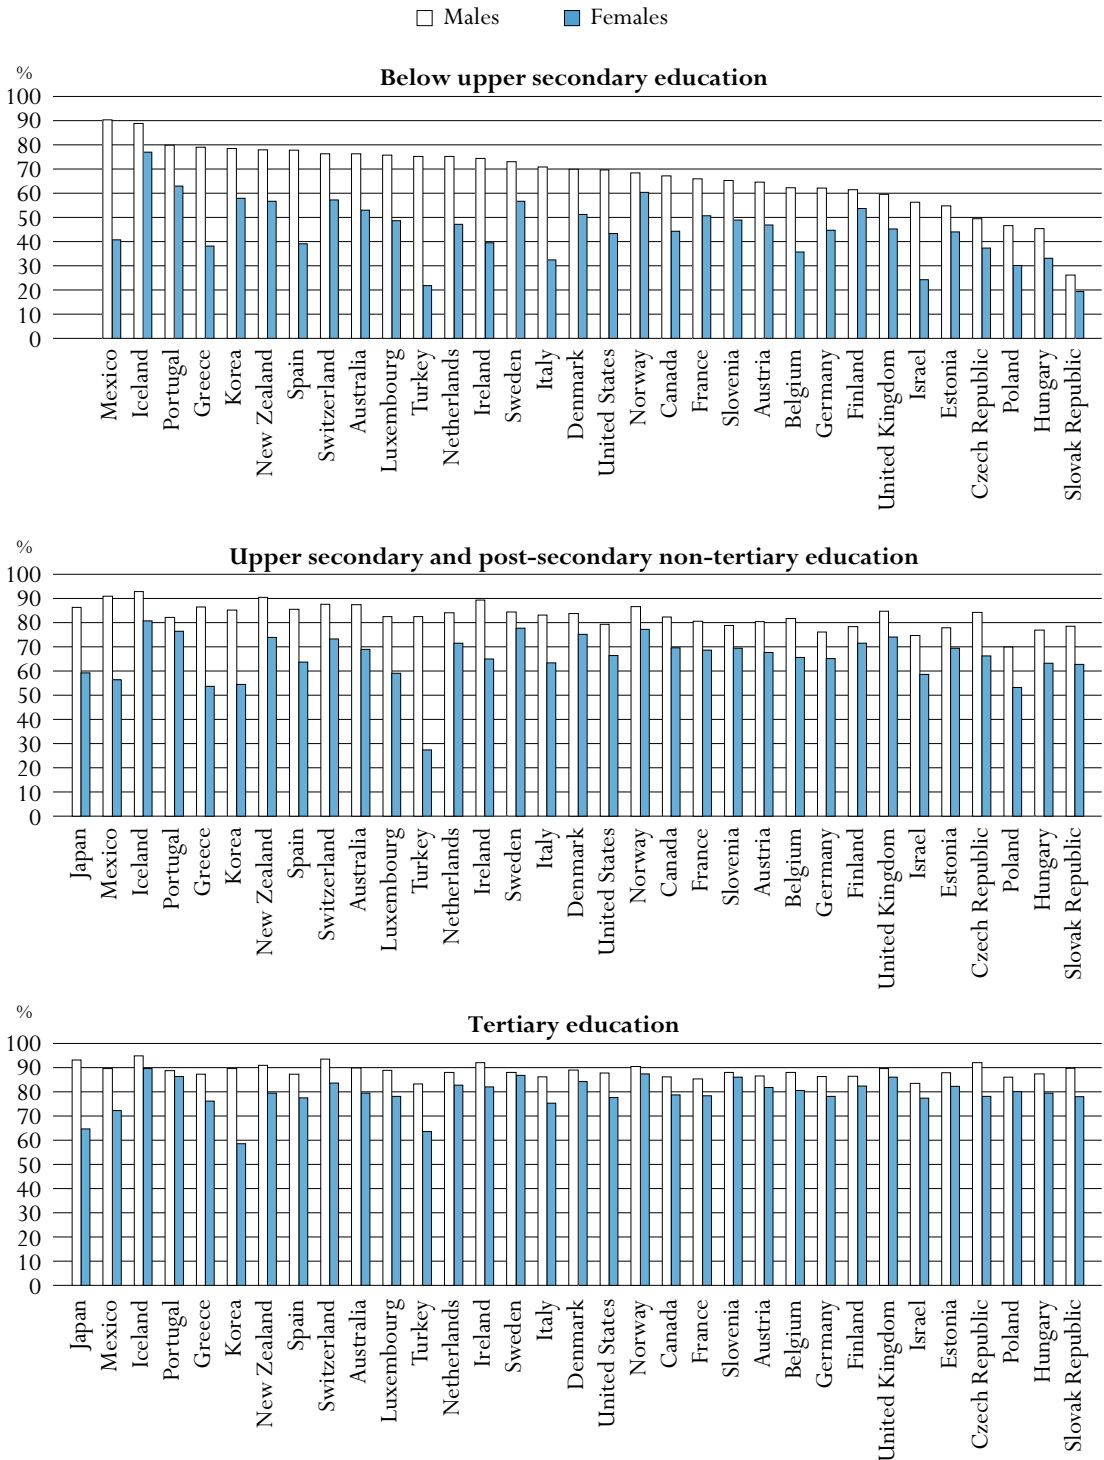 Males Females
%
Below upper secondary education
100
90
80
70
60
50
40
30
20
10
0
Mexico
Iceland
Portugal
Greece
Korea
New Zealand
Spain
Switzerland
Australia
Luxembourg
Turkey
Netherlands
Ireland
Sweden
Italy
Denmark
United States
Norway
Canada
France
Slovenia
Austria
Belgium
Germany
Finland
United Kingdom
Israel
Estonia
Czech Republic
Poland
Hungary
Slovak Republic
%
Upper secondary and post-secondary non-tertiary education
100
90
80
70
60
50
40
30
20
10
0
Japan
Mexico
Iceland
Portugal
Greece
Korea
New Zealand
Spain
Switzerland
Australia
Luxembourg
Turkey
Netherlands
Ireland
Sweden
Italy
Denmark
United States
Norway
Canada
France
Slovenia
Austria
Belgium
Germany
Finland
United Kingdom
Israel
Estonia
Czech Republic
Poland
Hungary
Slovak Republic
%
Tertiary education
100
90
80
70
60
50
40
30
20
10
0
Japan
Mexico
Iceland
Portugal
Greece
Korea
New Zealand
Spain
Switzerland
Australia
Luxembourg
Turkey
Netherlands
Ireland
Sweden
Italy
Denmark
United States
Norway
Canada
France
Slovenia
Austria
Belgium
Germany
Finland
United Kingdom
Israel
Estonia
Czech Republic
Poland
Hungary
Slovak Republic